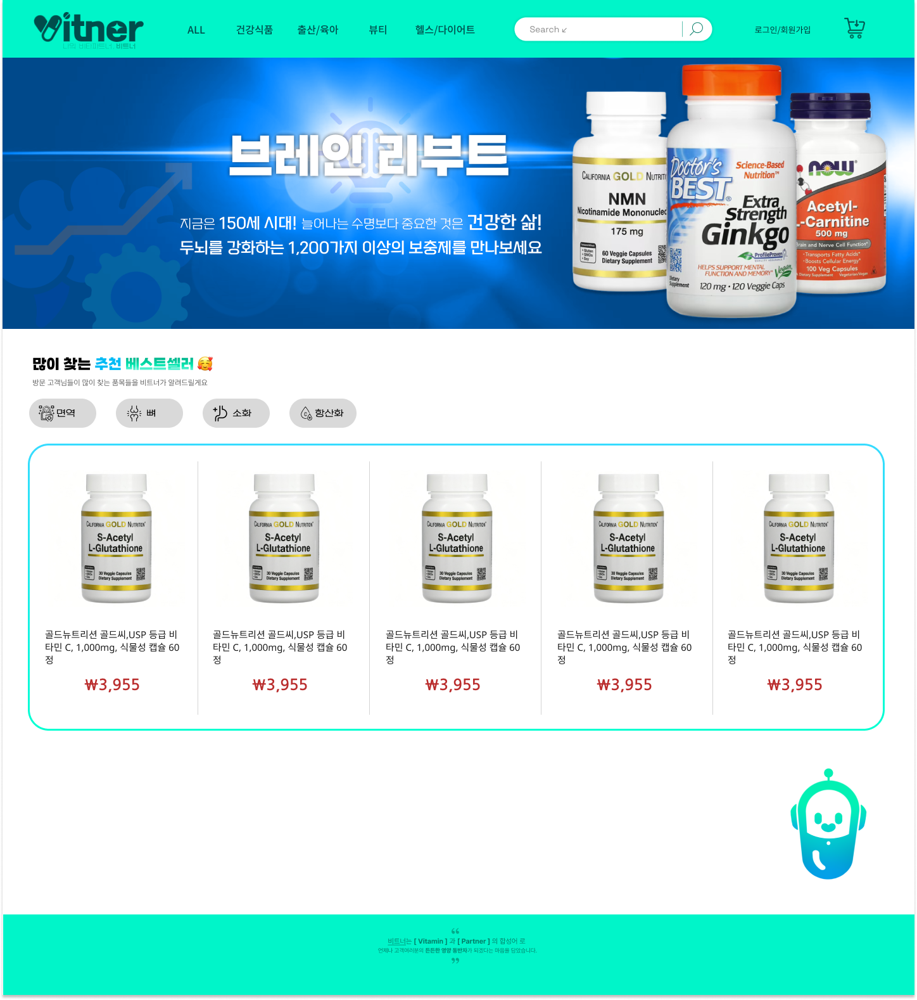 Vitner
나의 비타파트너 비트너
ALL
건강식품
출산/육아
뷰티
헬스/다이어트
Search ↙
로그인/회원가입
브레인 리부트
지금은 150세 시대! 늘어나는 수명보다 중요한 것은 건강한 삶!
두뇌를 강화하는 1,200가지 이상의 보충제를 만나보세요
CALIFORNIA GOLD NUTRITI
NMN
Nicotinamide Mononucleo
175 mg
60 Veggie Capsules
Dietary Supplement
Doctor's
BEST®
Science-Based
Nutrition™
Extra
Strength
Ginkgo
ProfileProven
HELPS SUPPORT MENTAL
FUNCTION AND MEMORY*
Vegan
Dietary
Supplement
120 mg • 120 Veggie Caps
NOW®
Acetyl-
L-Carnitine
500 mg
Brain and Nerve Cell Function*
• Transports Fatty Acids*
• Boosts Cellular Energy*
100 Veg Capsules
Dietary Supplement Vegetarian/Vegan
많이 찾는 추천 베스트셀러 🥰
방문 고객님들이 많이 찾는 품목들을 비트너가 알려드릴게요
면역
뼈
소화
항산화
CALIFORNIA GOLD NUTRITION®
S-Acetyl
L-Glutathione
30 Veggie Capsules
Dietary Supplement
골드뉴트리션 골드씨,USP 등급 비
타민 C, 1,000mg, 식물성 캡슐 60
정
₩3,955
CALIFORNIA GOLD NUTRITION®
S-Acetyl
L-Glutathione
30 Veggie Capsules
Dietary Supplement
골드뉴트리션 골드씨,USP 등급 비
타민 C, 1,000mg, 식물성 캡슐 60
정
₩3,955
CALIFORNIA GOLD NUTRITION®
S-Acetyl
L-Glutathione
30 Veggie Capsules
Dietary Supplement
골드뉴트리션 골드씨,USP 등급 비
타민 C, 1,000mg, 식물성 캡슐 60
정
₩3,955
CALIFORNIA GOLD NUTRITION®
S-Acetyl
L-Glutathione
30 Veggie Capsules
Dietary Supplement
골드뉴트리션 골드씨,USP 등급 비
타민 C, 1,000mg, 식물성 캡슐 60
정
₩3,955
CALIFORNIA GOLD NUTRITION®
S-Acetyl
L-Glutathione
30 Veggie Capsules
Dietary Supplement
골드뉴트리션 골드씨,USP 등급 비
타민 C, 1,000mg, 식물성 캡슐 60
정
₩3,955
“
비트너는 [ Vitamin ] 과 [ Partner ] 의 합성어 로
언제나 고객여러분의 든든한 영양 동반자가 되겠다는 마음을 담았습니다.
”